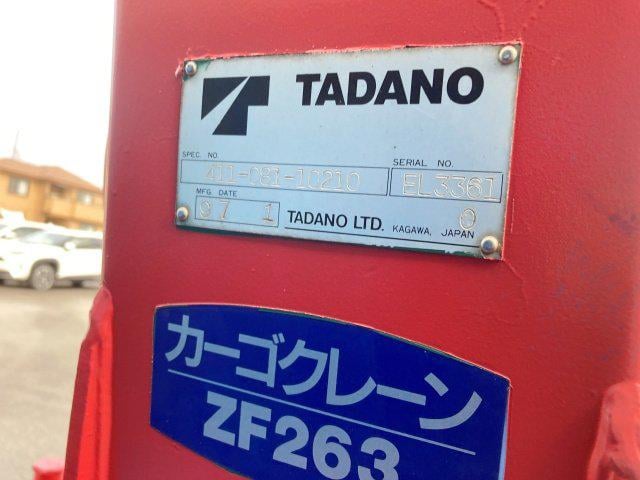 TADANO
SPEC. NO. SERIAL NO.
411-081-10210 EL3361
MFG. DATE
97 1 TADANO LTD. KAGAWA, JAPAN 0
カーゴクレーン
ZF263